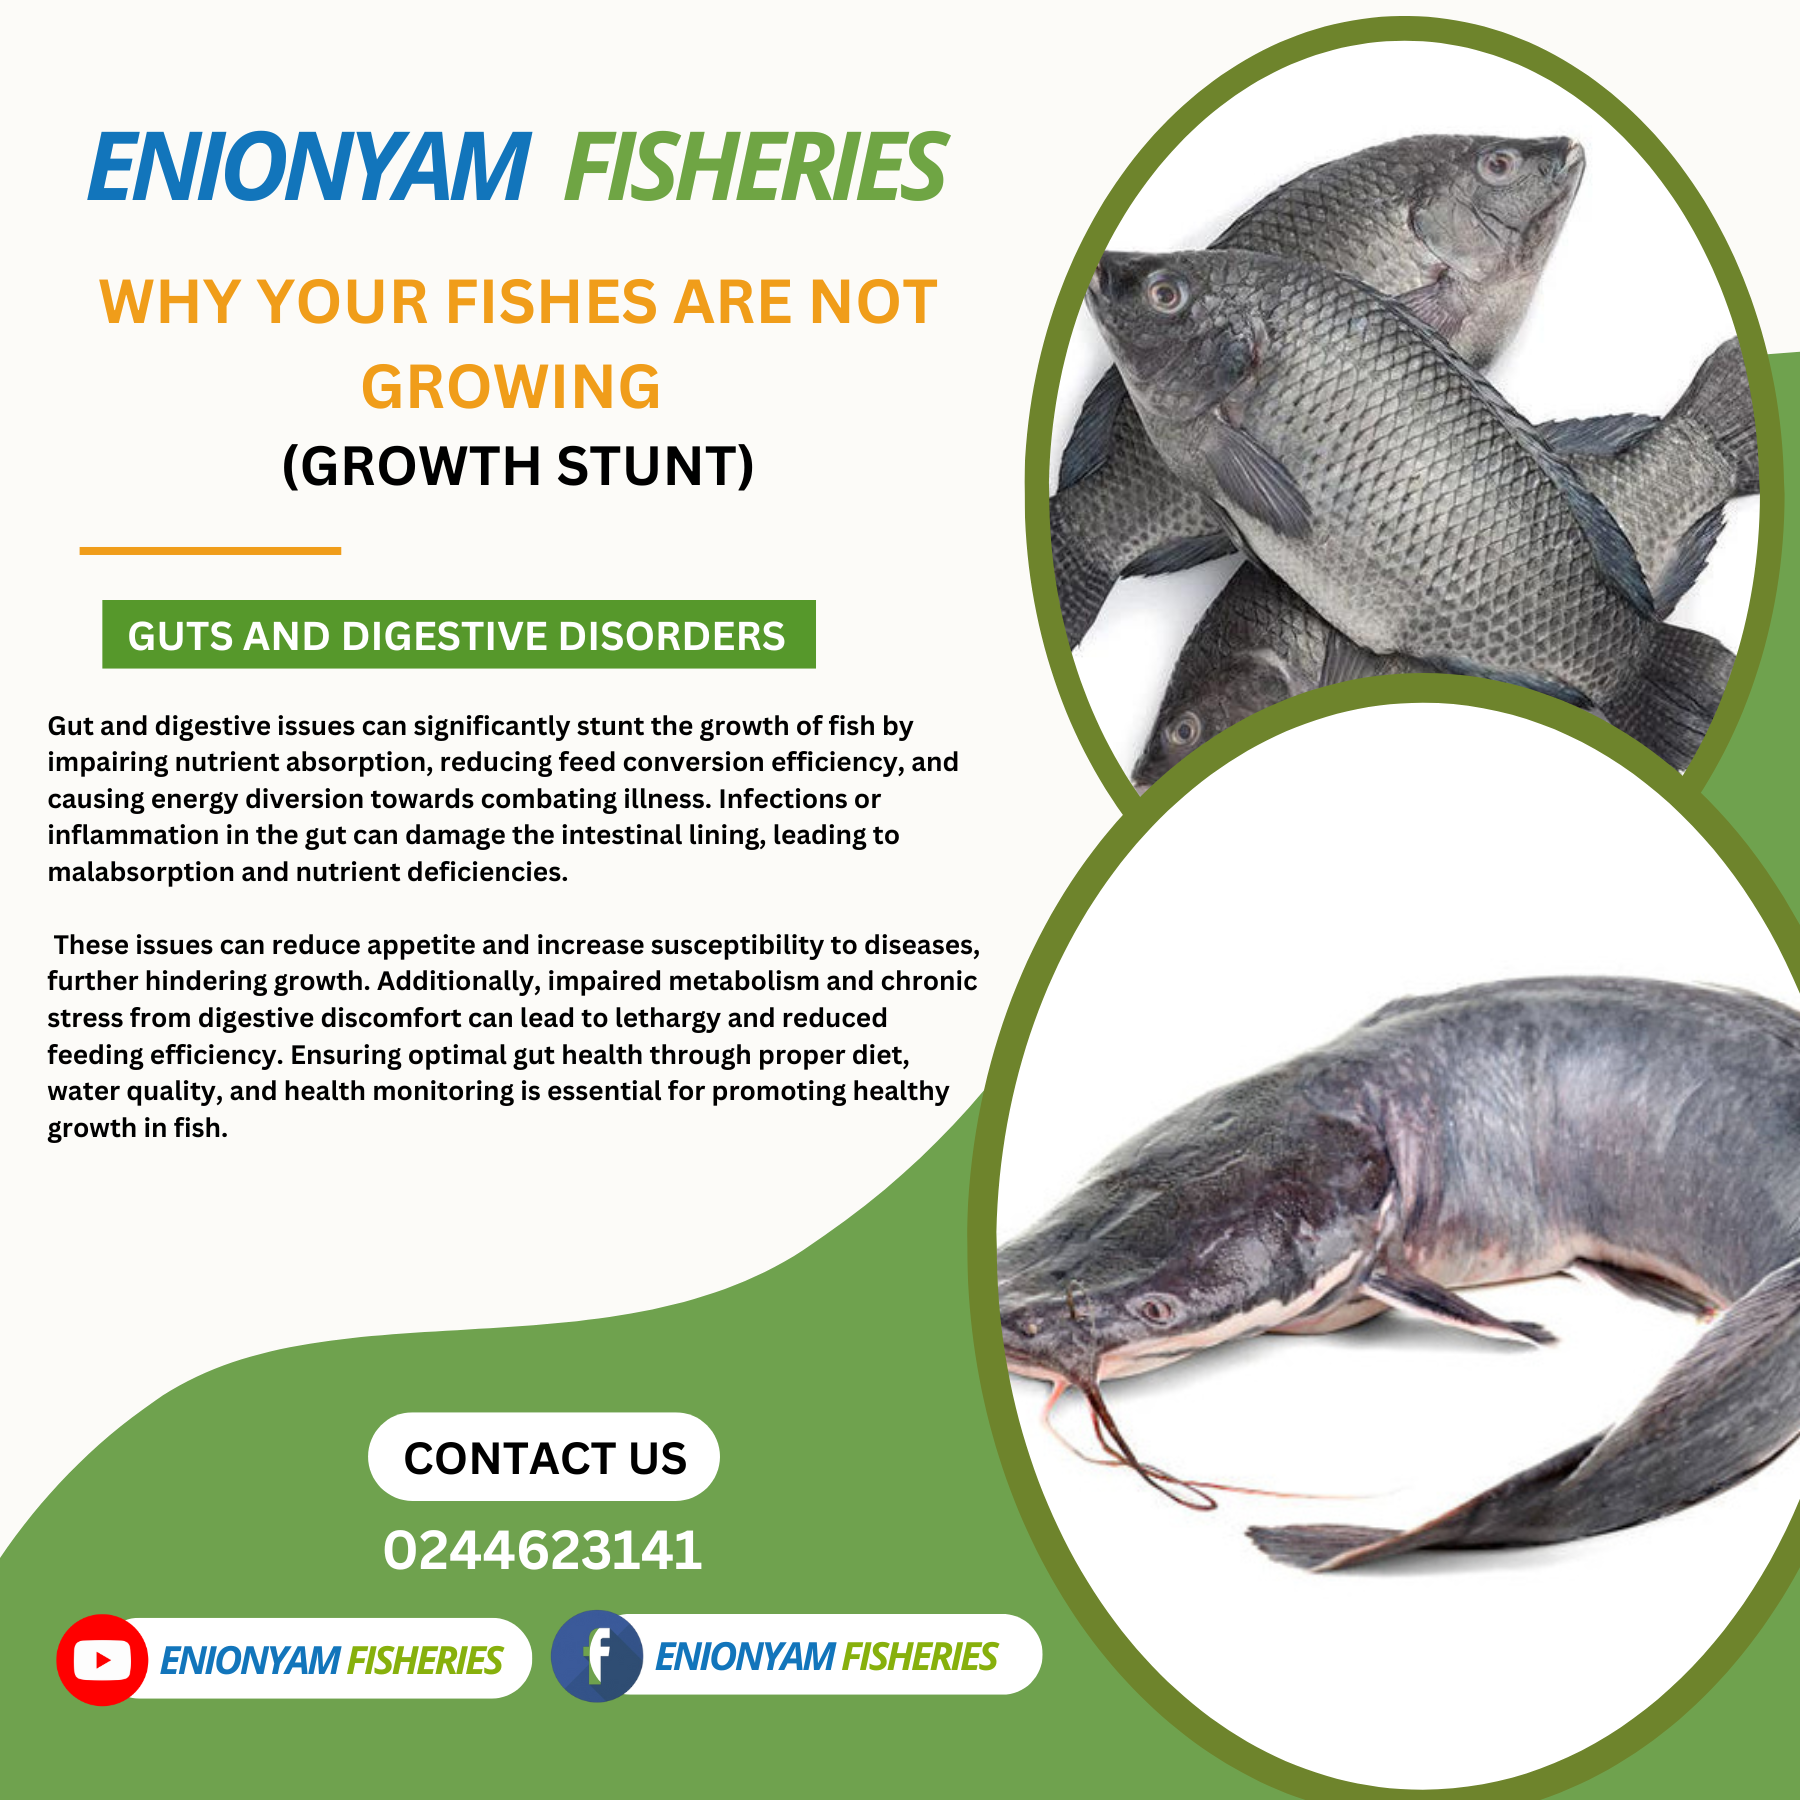 ENIONYAM FISHERIES
WHY YOUR FISHES ARE NOT
GROWING
(GROWTH STUNT)
GUTS AND DIGESTIVE DISORDERS
Gut and digestive issues can significantly stunt the growth of fish by
impairing nutrient absorption, reducing feed conversion efficiency, and
causing energy diversion towards combating illness. Infections or
inflammation in the gut can damage the intestinal lining, leading to
malabsorption and nutrient deficiencies.
These issues can reduce appetite and increase susceptibility to diseases,
further hindering growth. Additionally, impaired metabolism and chronic
stress from digestive discomfort can lead to lethargy and reduced
feeding efficiency. Ensuring optimal gut health through proper diet,
water quality, and health monitoring is essential for promoting healthy
growth in fish.
CONTACT US
0244623141
ENIONYAM FISHERIES
f ENIONYAM FISHERIES